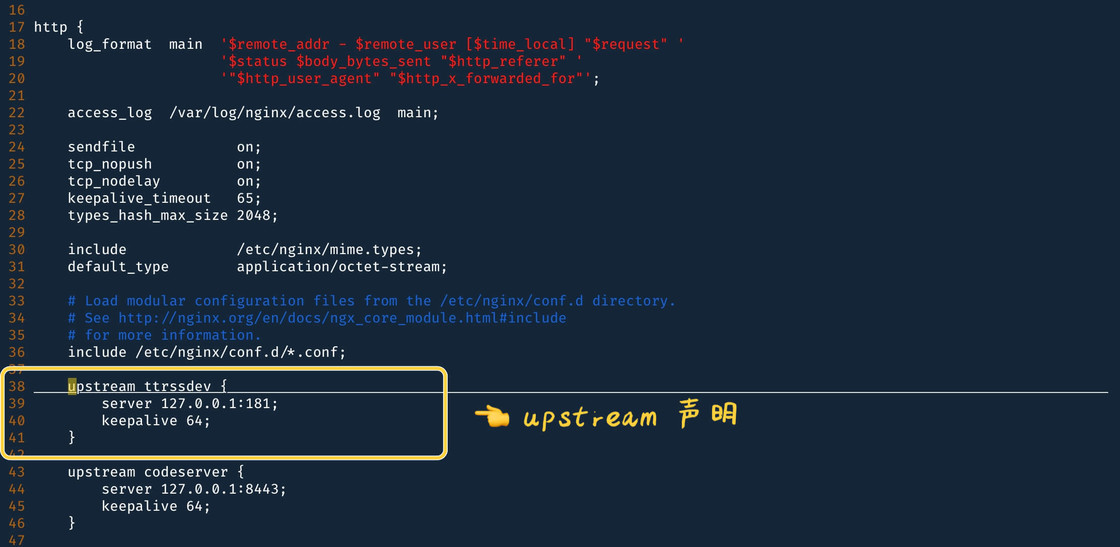 16
17 http {
18     log_format  main  '$remote_addr - $remote_user [$time_local] "$request" '
19                       '$status $body_bytes_sent "$http_referer" '
20                       '"$http_user_agent" "$http_x_forwarded_for"';
21
22     access_log  /var/log/nginx/access.log  main;
23
24     sendfile            on;
25     tcp_nopush          on;
26     tcp_nodelay         on;
27     keepalive_timeout   65;
28     types_hash_max_size 2048;
29
30     include             /etc/nginx/mime.types;
31     default_type        application/octet-stream;
32
33     # Load modular configuration files from the /etc/nginx/conf.d directory.
34     # See http://nginx.org/en/docs/ngx_core_module.html#include
35     # for more information.
36     include /etc/nginx/conf.d/*.conf;
37
38     upstream ttrssdev {
39         server 127.0.0.1:181;
40         keepalive 64;
41     }
upstream 声明
42
43     upstream codeserver {
44         server 127.0.0.1:8443;
45         keepalive 64;
46     }
47